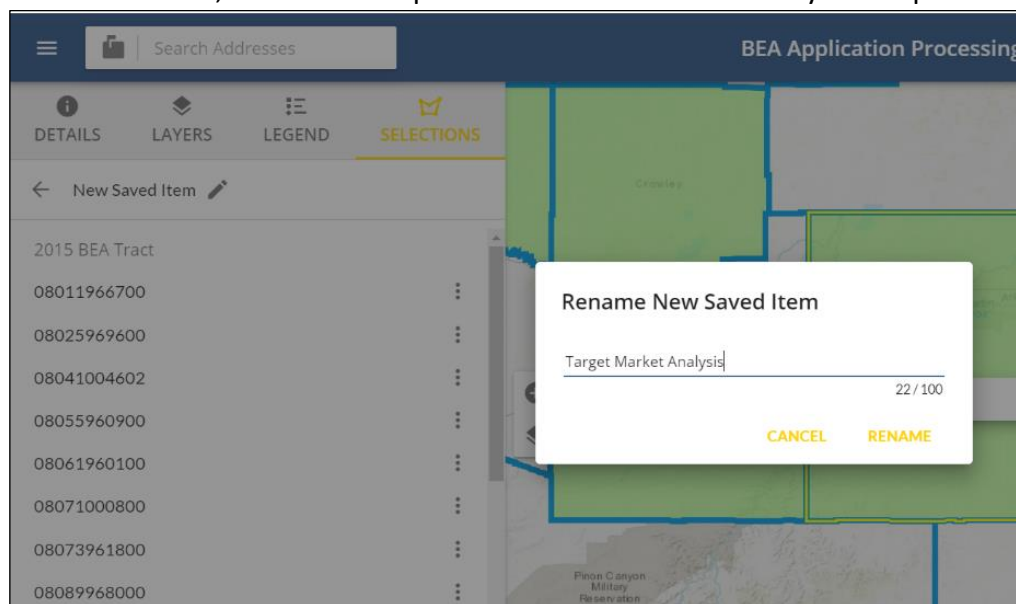 Search Addresses
BEA Application Processing
DETAILS
LAYERS
LEGEND
SELECTIONS
New Saved Item
2015 BEA Tract
08011966700
08025969600
08041004602
08055960900
08061960100
08071000800
08073961800
08089968000
Crowley
Rename New Saved Item
Target Market Analysis
22 / 100
CANCEL
RENAME
Pinon Canyon
Military
Reservation